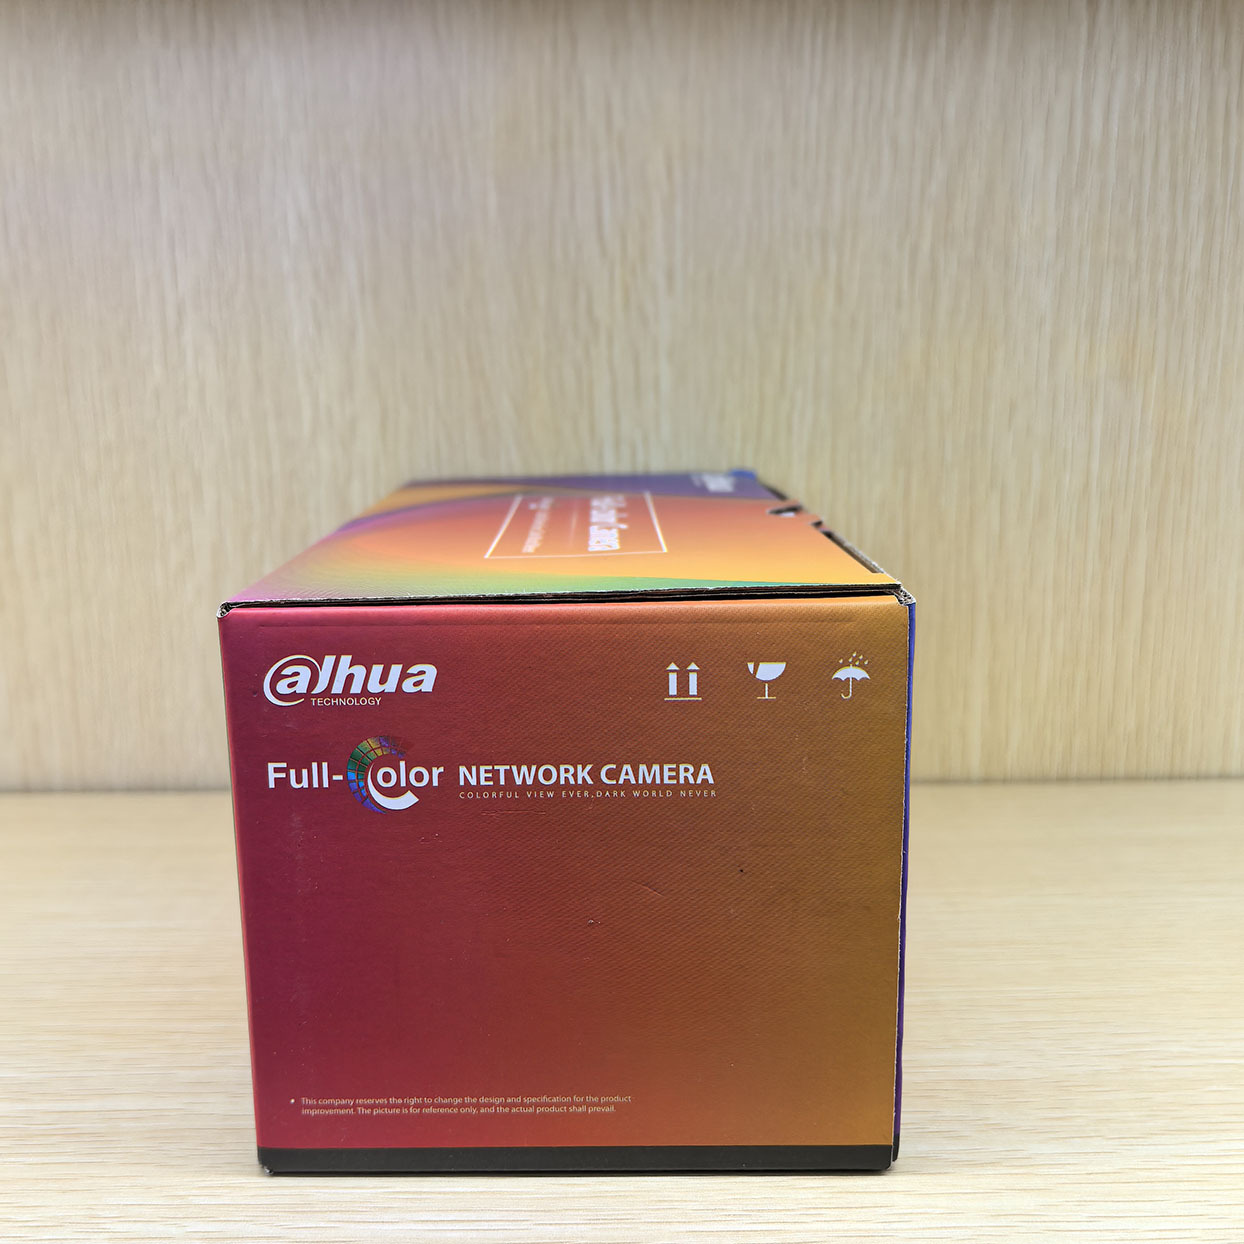 alhua
TECHNOLOGY
Full-Color NETWORK CAMERA
COLORFUL VIEW EVER,DARK WORLD NEVER
• This company reserves the right to change the design and specification for the product
improvement. The picture is for reference only, and the actual product shall prevail.